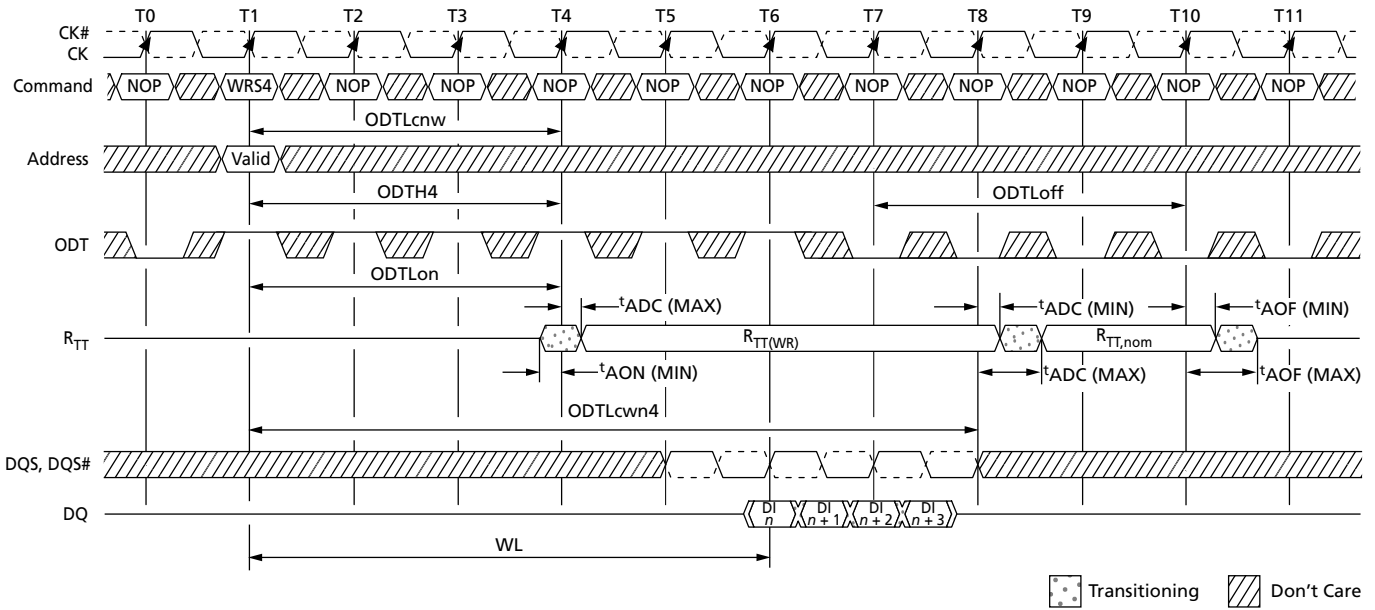 T0 T1 T2 T3 T4 T5 T6 T7 T8 T9 T10 T11
CK#
CK
Command NOP WRS4 NOP NOP NOP NOP NOP NOP NOP NOP NOP NOP
ODTLcnw
Address Valid
ODTH4 ODTLoff
ODT
ODTLon
tADC (MAX) tADC (MIN) tAOF (MIN)
RTT RTT(WR) RTT,nom
tAON (MIN) tADC (MAX) tAOF (MAX)
ODTLcwn4
DQS, DQS#
DQ DI n DI n + 1 DI n + 2 DI n + 3
WL
Transitioning Don't Care